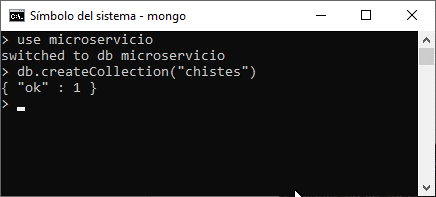 Símbolo del sistema - mongo
> use microservicio
switched to db microservicio
> db.createCollection("chistes")
{ "ok" : 1 }
>